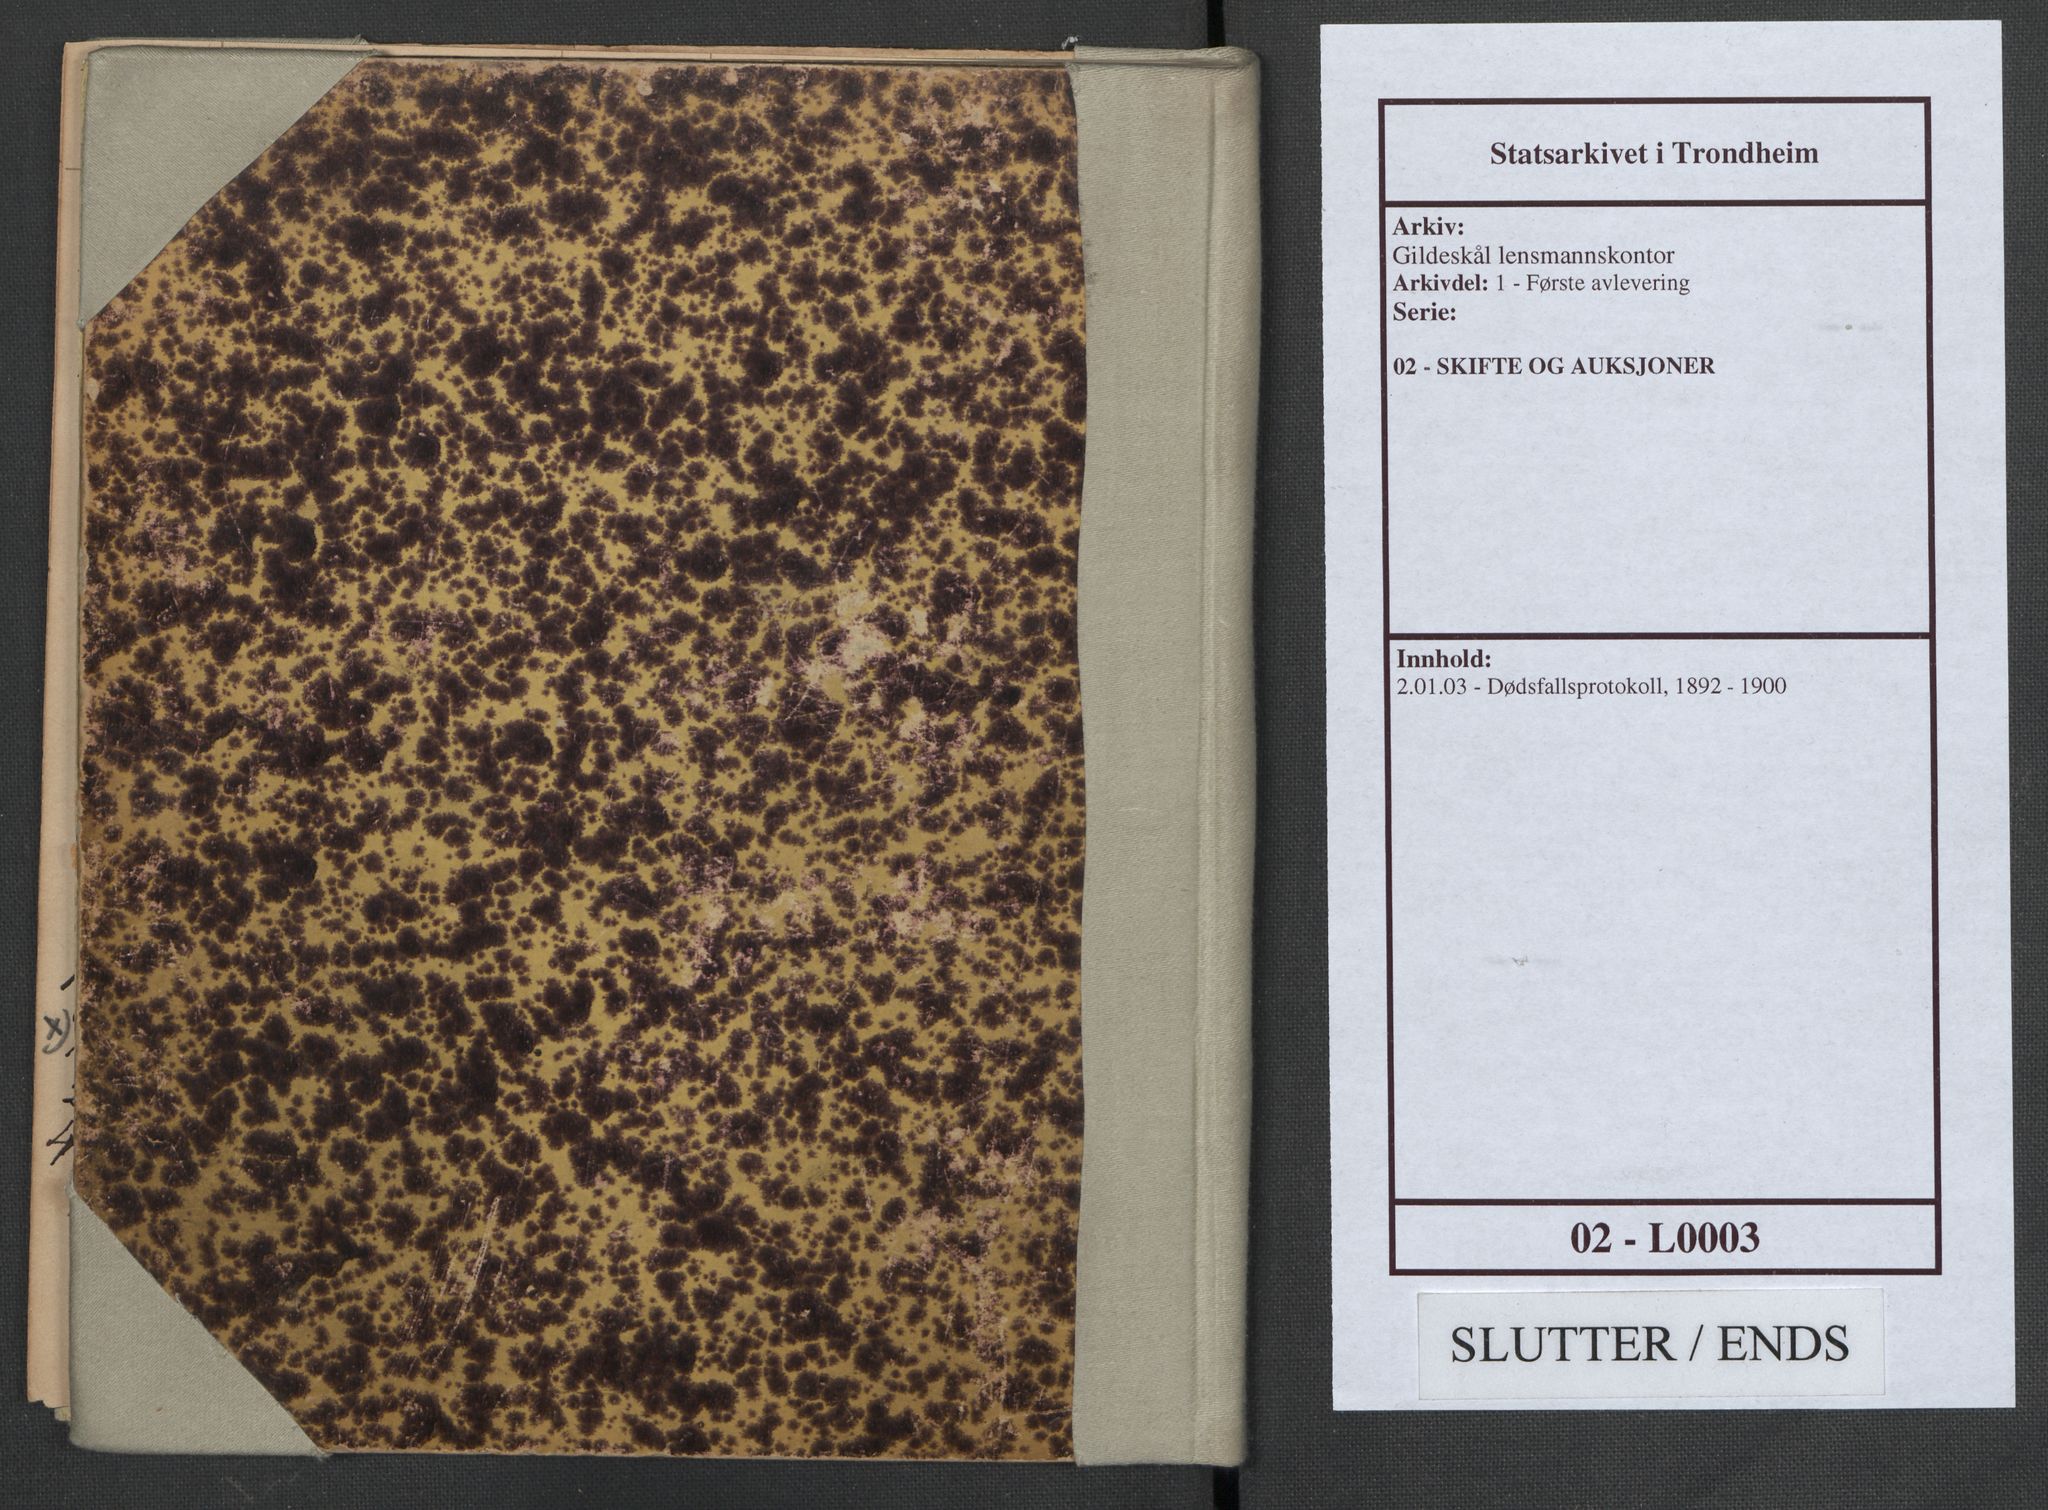 Statsarkivet i Trondheim
Arkiv:
Gildeskål lensmannskontor
Arkivdel: 1 - Første avlevering
Serie:
02 - SKIFTE OG AUKSJONER
Innhold:
2.01.03 - Dødsfallsprotokoll, 1892 - 1900
02 - L0003
SLUTTER / ENDS